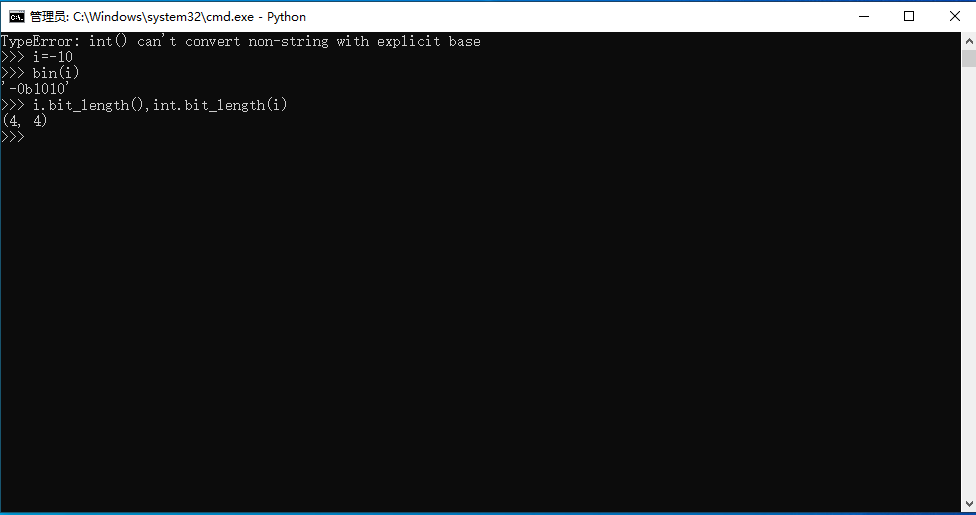 管理员: C:\Windows\system32\cmd.exe - Python
TypeError: int() can't convert non-string with explicit base
>>> i=-10
>>> bin(i)
'-0b1010'
>>> i.bit_length(),int.bit_length(i)
(4, 4)
>>>